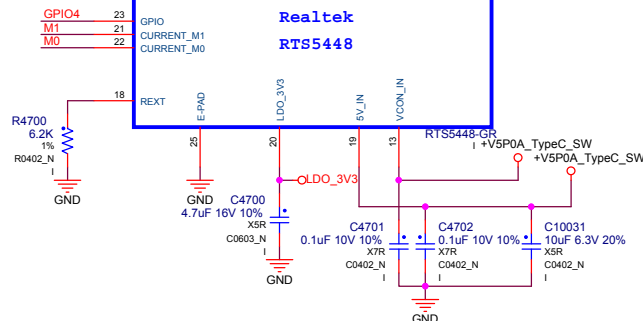 GPIO4
23
GPIO
Realtek
M1
21
CURRENT_M1
RTS5448
M0
22
CURRENT_M0
18
REXT
E-PAD
LDO_3V3
5V_IN
VCON_IN
R4700
6.2K
1%
R0402_N
I
25
20
19
13
RTS5448-GR
I
+V5P0A_TypeC_SW
+V5P0A_TypeC_SW
GND
GND
LDO_3V3
C4700
4.7uF 16V 10%
X5R
C0603_N
I
GND
C4701
0.1uF 10V 10%
X7R
C0402_N
I
C4702
0.1uF 10V 10%
X7R
C0402_N
I
C10031
10uF 6.3V 20%
X5R
C0402_N
I
GND